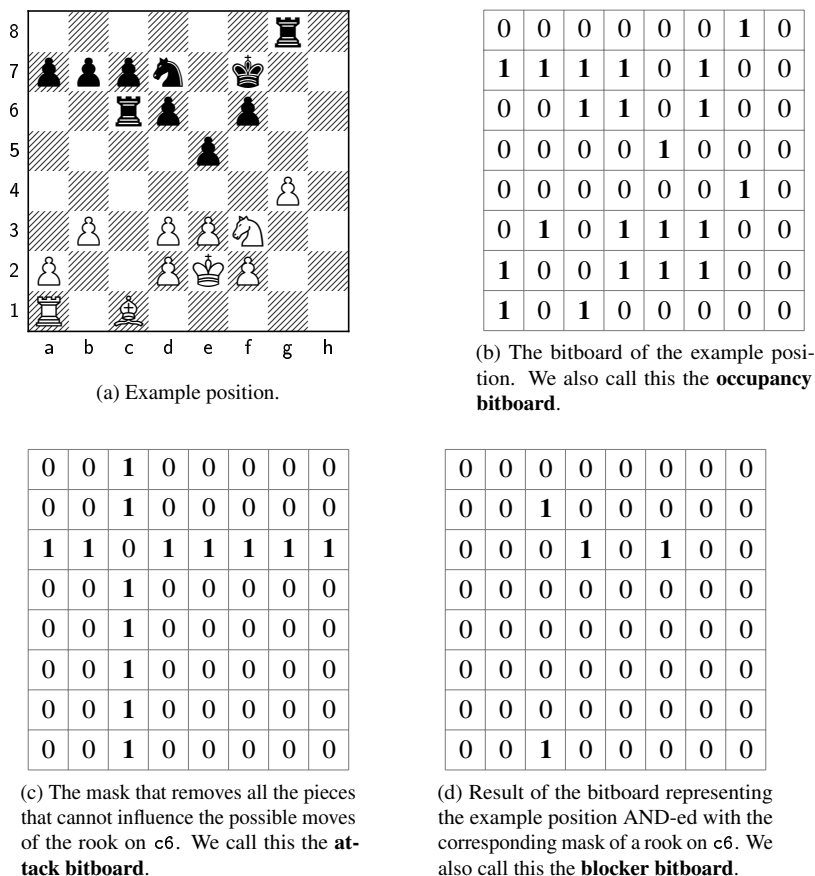 8
7
6
5
4
3
2
1
a b c d e f g h
(a) Example position.
0 0 0 0 0 0 1 0
1 1 1 1 0 1 0 0
0 0 1 1 0 1 0 0
0 0 0 0 1 0 0 0
0 0 0 0 0 0 1 0
0 1 0 1 1 1 0 0
1 0 0 1 1 1 0 0
1 0 1 0 0 0 0 0
(b) The bitboard of the example posi-
tion. We also call this the occupancy
bitboard.
0 0 1 0 0 0 0 0
0 0 1 0 0 0 0 0
1 1 0 1 1 1 1 1
0 0 1 0 0 0 0 0
0 0 1 0 0 0 0 0
0 0 1 0 0 0 0 0
0 0 1 0 0 0 0 0
0 0 1 0 0 0 0 0
(c) The mask that removes all the pieces
that cannot influence the possible moves
of the rook on c6. We call this the at-
tack bitboard.
0 0 0 0 0 0 0 0
0 0 1 0 0 0 0 0
0 0 0 1 0 1 0 0
0 0 0 0 0 0 0 0
0 0 0 0 0 0 0 0
0 0 0 0 0 0 0 0
0 0 0 0 0 0 0 0
0 0 1 0 0 0 0 0
(d) Result of the bitboard representing
the example position AND-ed with the
corresponding mask of a rook on c6. We
also call this the blocker bitboard.